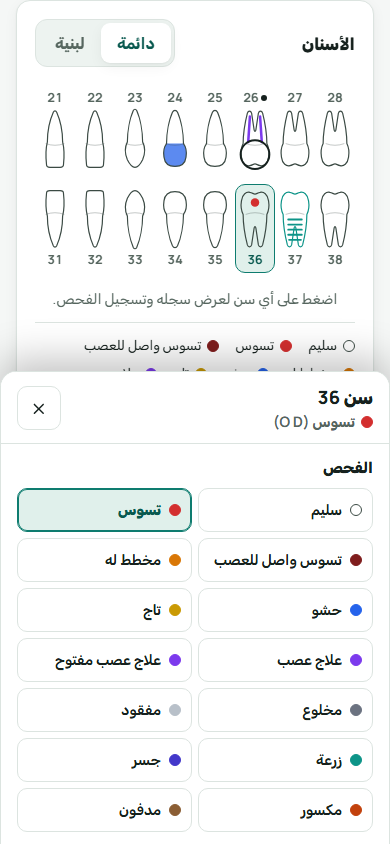 الأسنان
دائمة لبنية
21 22 23 24 25 26 27 28
31 32 33 34 35 36 37 38
اضغط على أي سن لعرض سجله وتسجيل الفحص.
سليم تسوس تسوس واصل للعصب
سن 36
تسوس (O D)
الفحص
سليم تسوس
تسوس واصل للعصب مخطط له
حشو تاج
علاج عصب علاج عصب مفتوح
مخلوع مفقود
زرعة جسر
مكسور مدفون